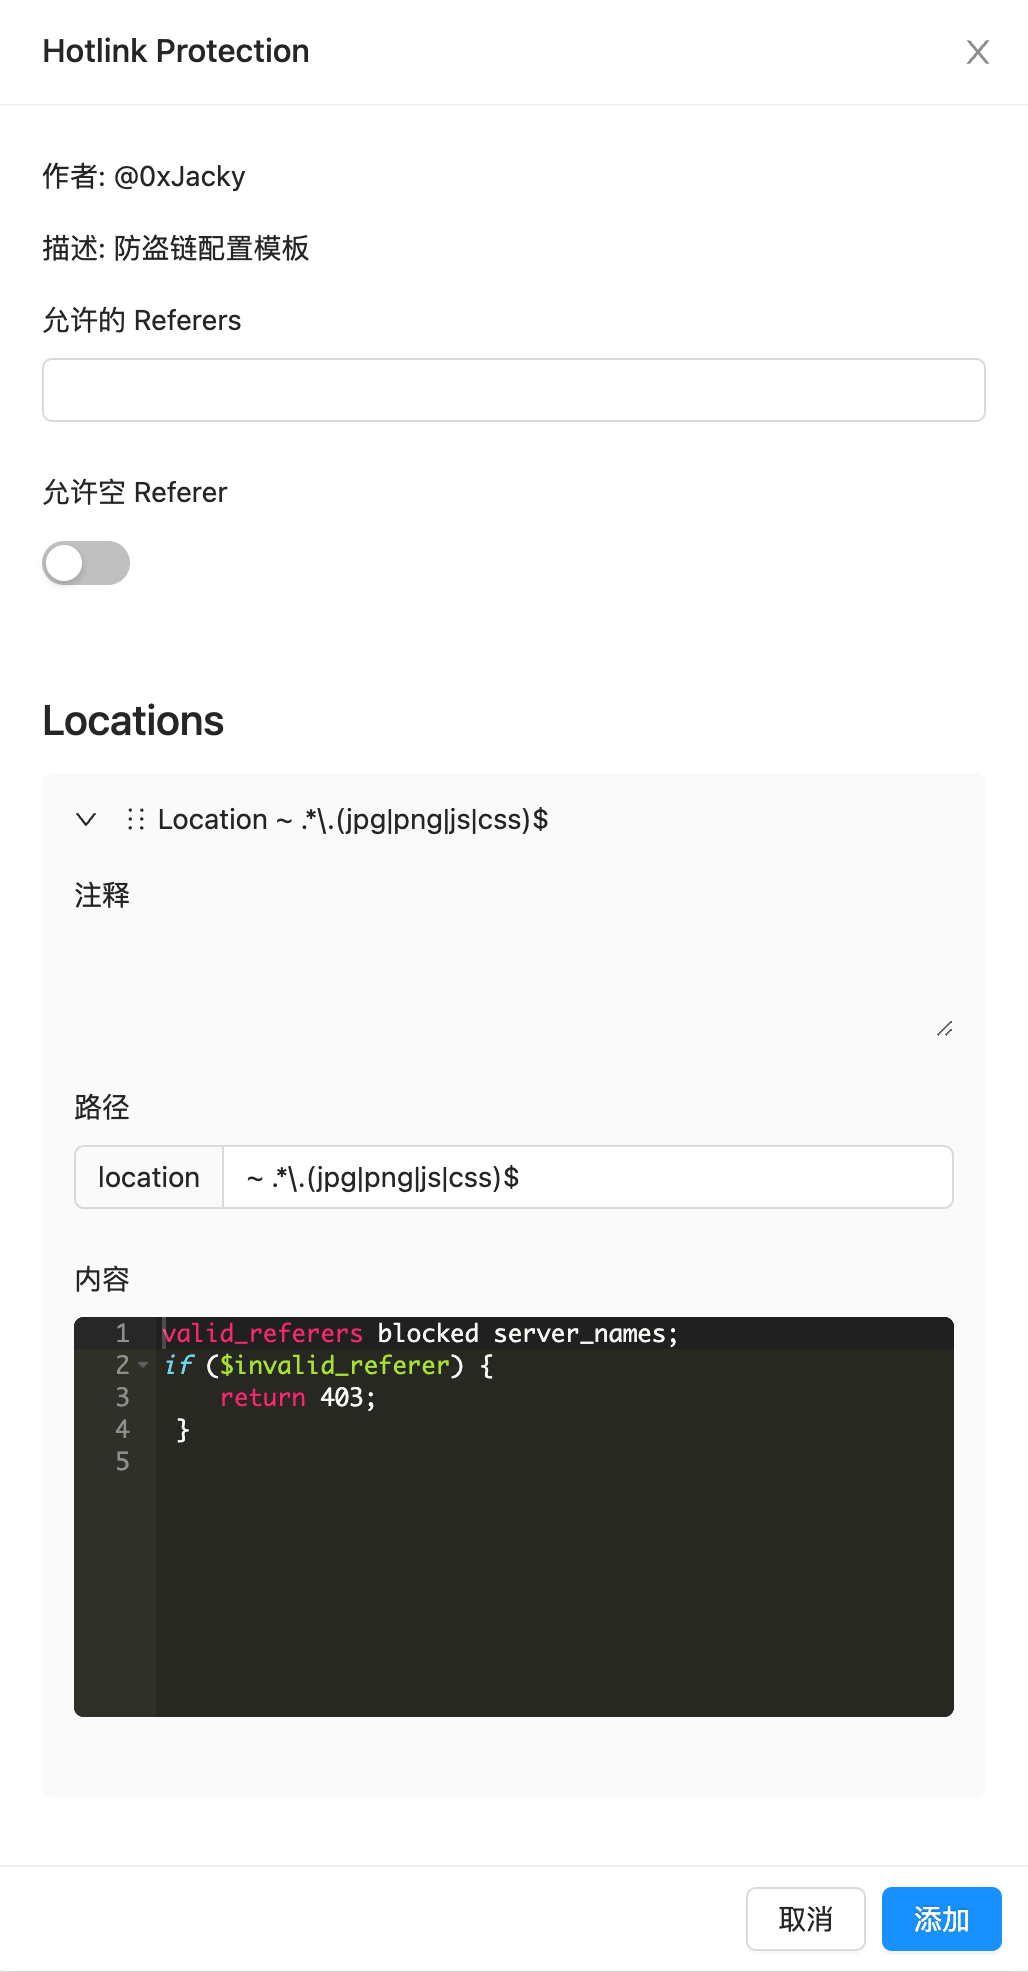 Hotlink Protection
作者: @0xJacky
描述: 防盗链配置模板
允许的 Referers
允许空 Referer
Locations
Location ~ .*\.(jpg|png|js|css)$
注释
路径
location ~ .*\.(jpg|png|js|css)$
内容
1 valid_referers blocked server_names;
2 if ($invalid_referer) {
3 return 403;
4 }
5
取消 添加